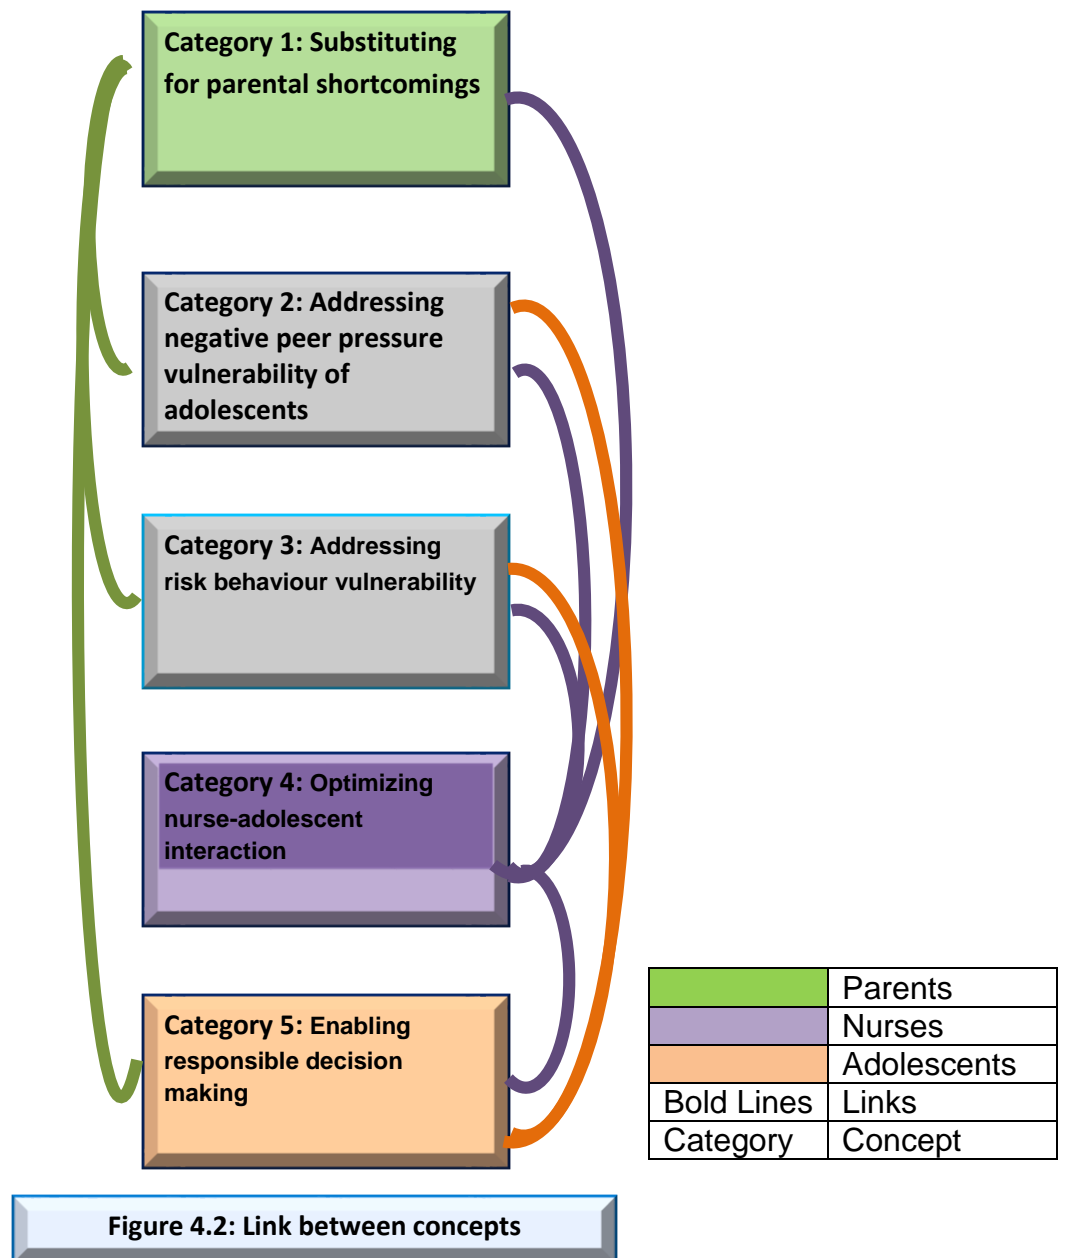 Category 1: Substituting
for parental shortcomings
Category 2: Addressing
negative peer pressure
vulnerability of
adolescents
Category 3: Addressing
risk behaviour vulnerability
Category 4: Optimizing
nurse-adolescent
interaction
Category 5: Enabling
responsible decision
making
Parents
Nurses
Adolescents
Bold Lines Links
Category Concept
Figure 4.2: Link between concepts